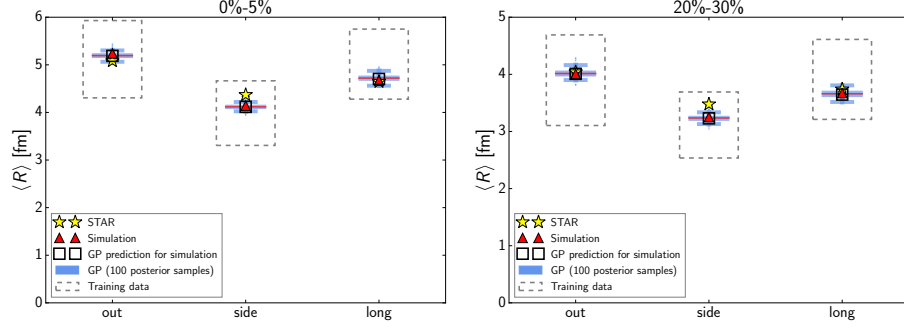 0%-5%
6
5
4
3
2
1
0
⟨R⟩ [fm]
STAR
Simulation
GP prediction for simulation
GP (100 posterior samples)
Training data
out side long
20%-30%
5
4
3
2
1
0
⟨R⟩ [fm]
STAR
Simulation
GP prediction for simulation
GP (100 posterior samples)
Training data
out side long